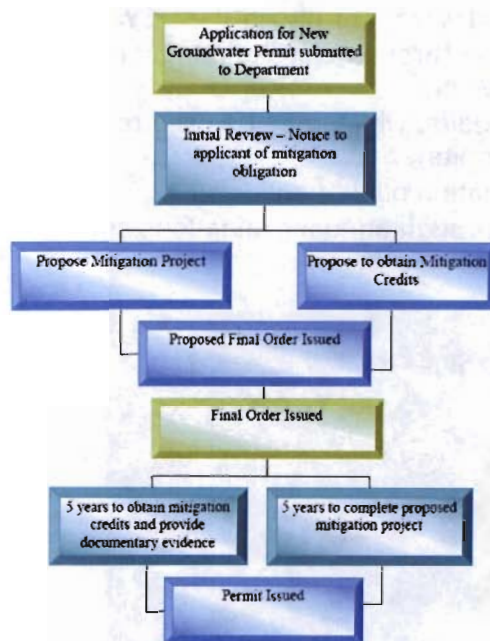 Application for New
Groundwater Permit submitted
to Department
Initial Review – Notice to
applicant of mitigation
obligation
Propose Mitigation Project
Propose to obtain Mitigation
Credits
Proposed Final Order Issued
Final Order Issued
5 years to obtain mitigation
credits and provide
documentary evidence
5 years to complete proposed
mitigation project
Permit Issued